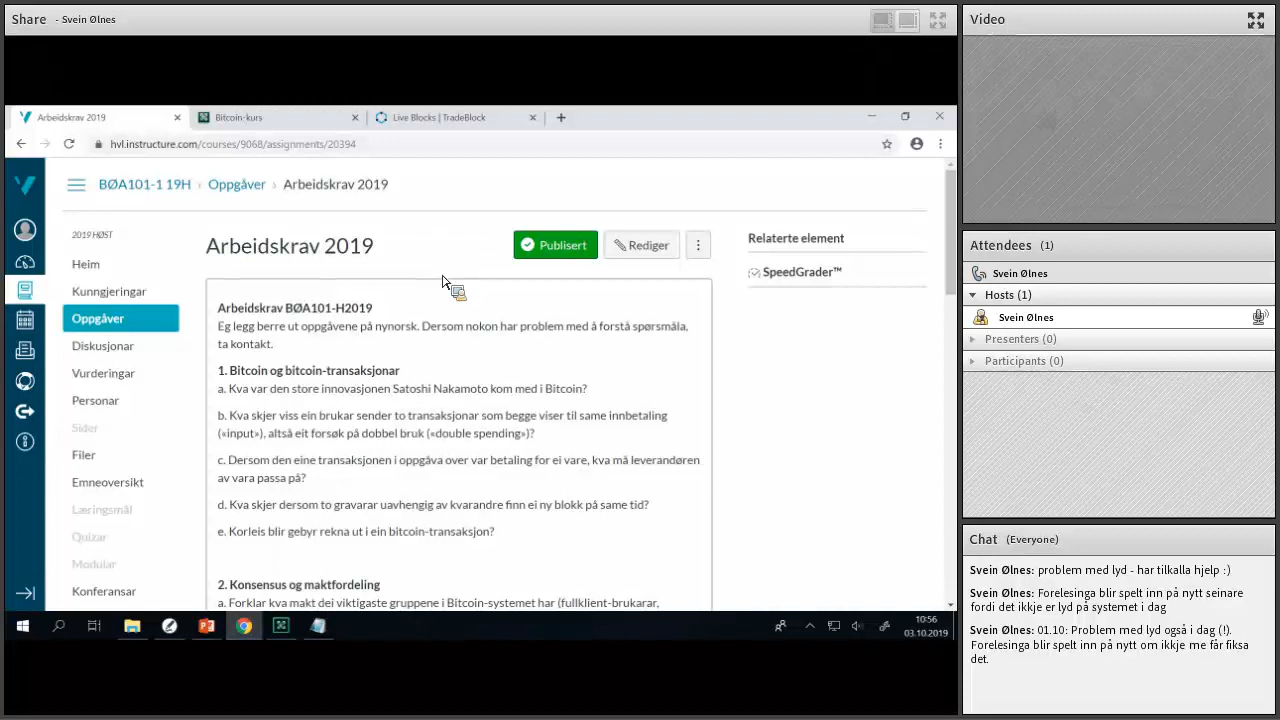 Share - Svein Ølnes
Arbeidskrav 2019
Bitcoin-kurs
Live Blocks | TradeBlock
hvl.instructure.com/courses/9068/assignments/20394
BØA101-1 19H › Oppgåver › Arbeidskrav 2019
2019 HØST
Heim
Kunngjeringar
Oppgåver
Diskusjonar
Vurderingar
Personar
Sider
Filer
Emneoversikt
Læringsmål
Quizar
Modular
Konferansar
Arbeidskrav 2019
Publisert
Rediger
Relaterte element
SpeedGrader™
Arbeidskrav BØA101-H2019
Eg legg berre ut oppgåvene på nynorsk. Dersom nokon har problem med å forstå spørsmåla,
ta kontakt.
1. Bitcoin og bitcoin-transaksjonar
a. Kva var den store innovasjonen Satoshi Nakamoto kom med i Bitcoin?
b. Kva skjer viss ein brukar sender to transaksjonar som begge viser til same innbetaling
(«input»), altså eit forsøk på dobbel bruk («double spending»)?
c. Dersom den eine transaksjonen i oppgåva over var betaling for ei vare, kva må leverandøren
av vara passa på?
d. Kva skjer dersom to gravarar uavhengig av kvarandre finn ei ny blokk på same tid?
e. Korleis blir gebyr rekna ut i ein bitcoin-transaksjon?
2. Konsensus og maktfordeling
a. Forklar kva makt dei viktigaste gruppene i Bitcoin-systemet har (fullklient-brukarar,
10:56
03.10.2019
Video
Attendees (1)
Svein Ølnes
Hosts (1)
Svein Ølnes
Presenters (0)
Participants (0)
Chat (Everyone)
Svein Ølnes: problem med lyd - har tilkalla hjelp :)
Svein Ølnes: Forelesinga blir spelt inn på nytt seinare
fordi det ikkje er lyd på systemet i dag
Svein Ølnes: 01.10: Problem med lyd også i dag (!).
Forelesinga blir spelt inn på nytt om ikkje me får fiksa
det.